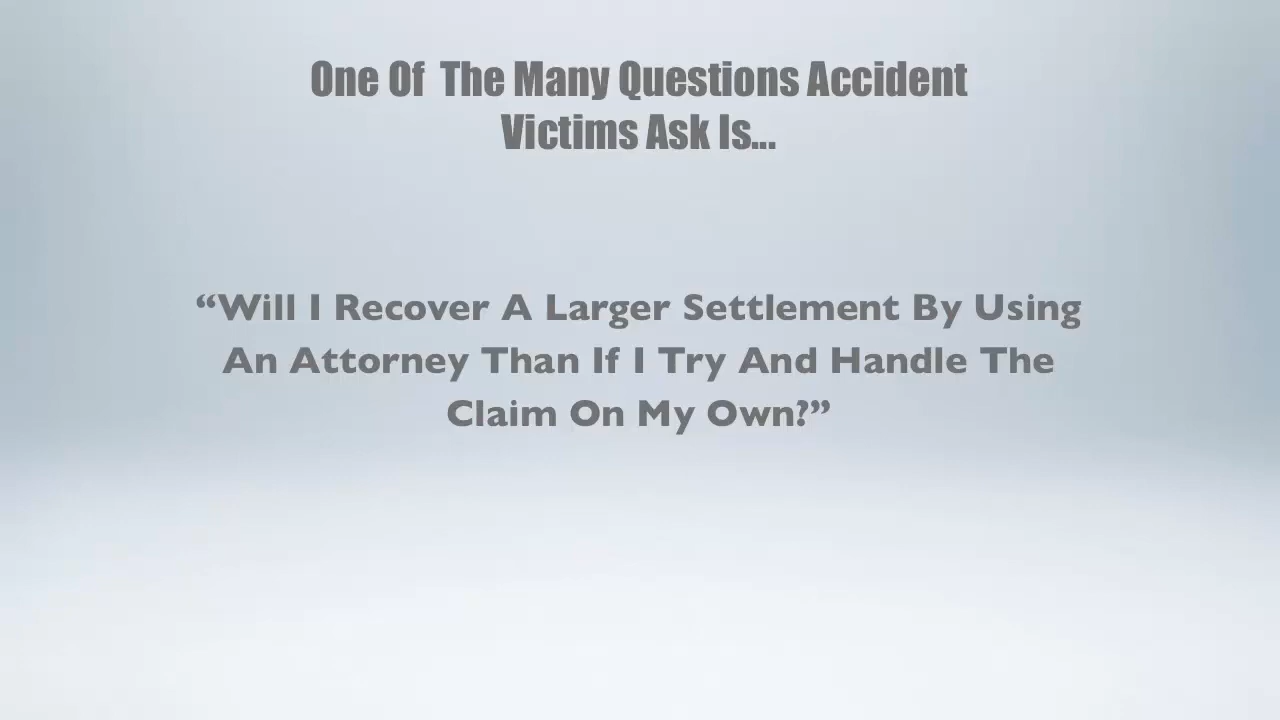 One Of  The Many Questions Accident
Victims Ask Is...
“Will I Recover A Larger Settlement By Using
An Attorney Than If I Try And Handle The
Claim On My Own?”